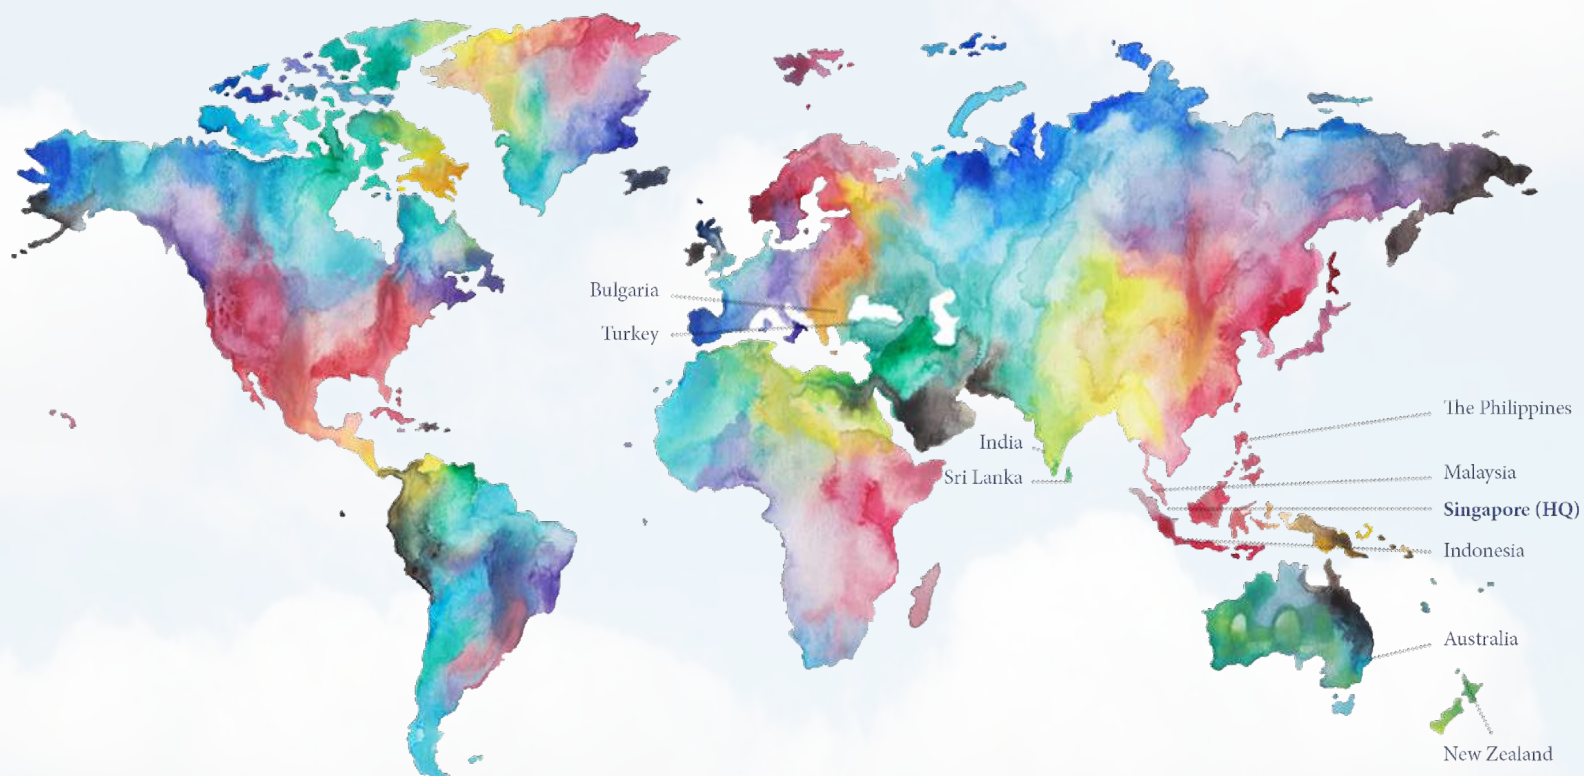 Bulgaria
Turkey
The Philippines
India
Malaysia
Sri Lanka
Singapore (HQ)
Indonesia
Australia
New Zealand